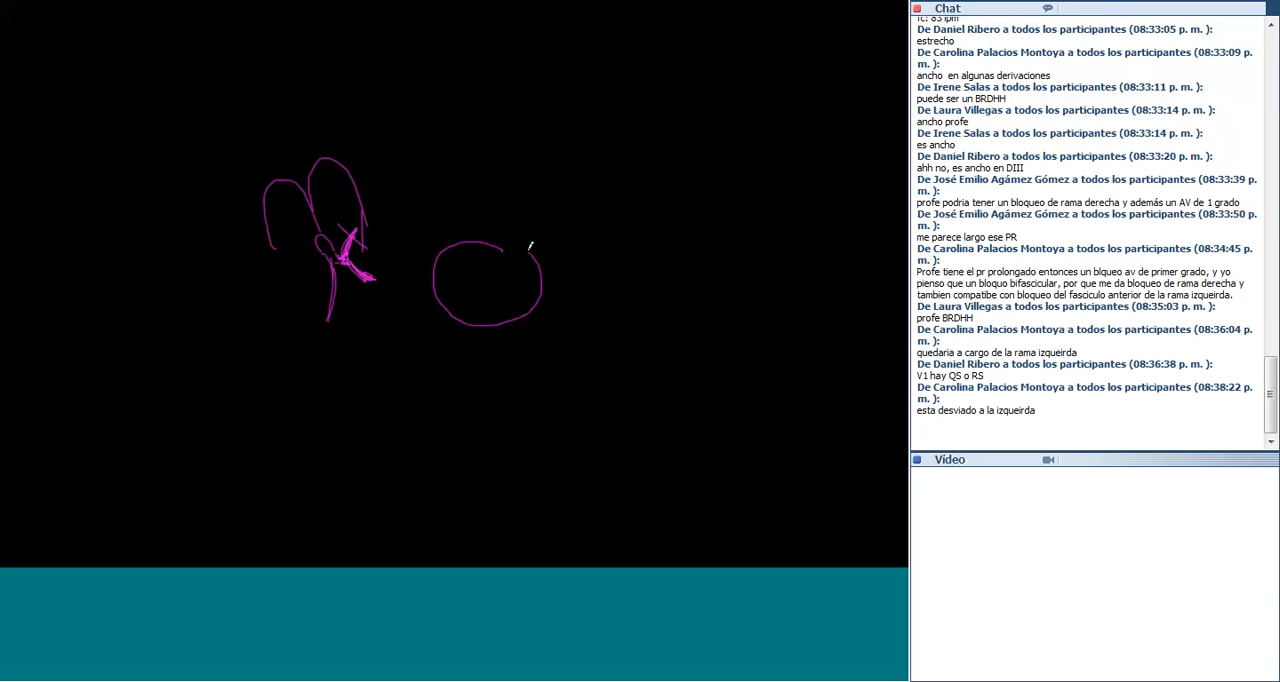 Chat
fc: 83 lpm
De Daniel Ribero a todos los participantes (08:33:05 p. m. ):
estrecho
De Carolina Palacios Montoya a todos los participantes (08:33:09 p.
m. ):
ancho en algunas derivaciones
De Irene Salas a todos los participantes (08:33:11 p. m. ):
puede ser un BRDHH
De Laura Villegas a todos los participantes (08:33:14 p. m. ):
ancho profe
De Irene Salas a todos los participantes (08:33:14 p. m. ):
es ancho
De Daniel Ribero a todos los participantes (08:33:20 p. m. ):
ahh no, es ancho en DIII
De José Emilio Agámez Gómez a todos los participantes (08:33:39 p.
m. ):
profe podria tener un bloqueo de rama derecha y además un AV de 1 grado
De José Emilio Agámez Gómez a todos los participantes (08:33:50 p.
m. ):
me parece largo ese PR
De Carolina Palacios Montoya a todos los participantes (08:34:45 p.
m. ):
Profe tiene el pr prolongado entonces un blqueo av de primer grado, y yo
pienso que un bloquo bifascicular, por que me da bloqueo de rama derecha y
tambien compatibe con bloqueo del fasciculo anterior de la rama izqueirda.
De Laura Villegas a todos los participantes (08:35:03 p. m. ):
profe BRDHH
De Carolina Palacios Montoya a todos los participantes (08:36:04 p.
m. ):
quedaria a cargo de la rama izqueirta
De Daniel Ribero a todos los participantes (08:36:38 p. m. ):
V1 hay QS o RS
De Carolina Palacios Montoya a todos los participantes (08:38:22 p.
m. ):
esta desviado a la izqueirda
Vídeo